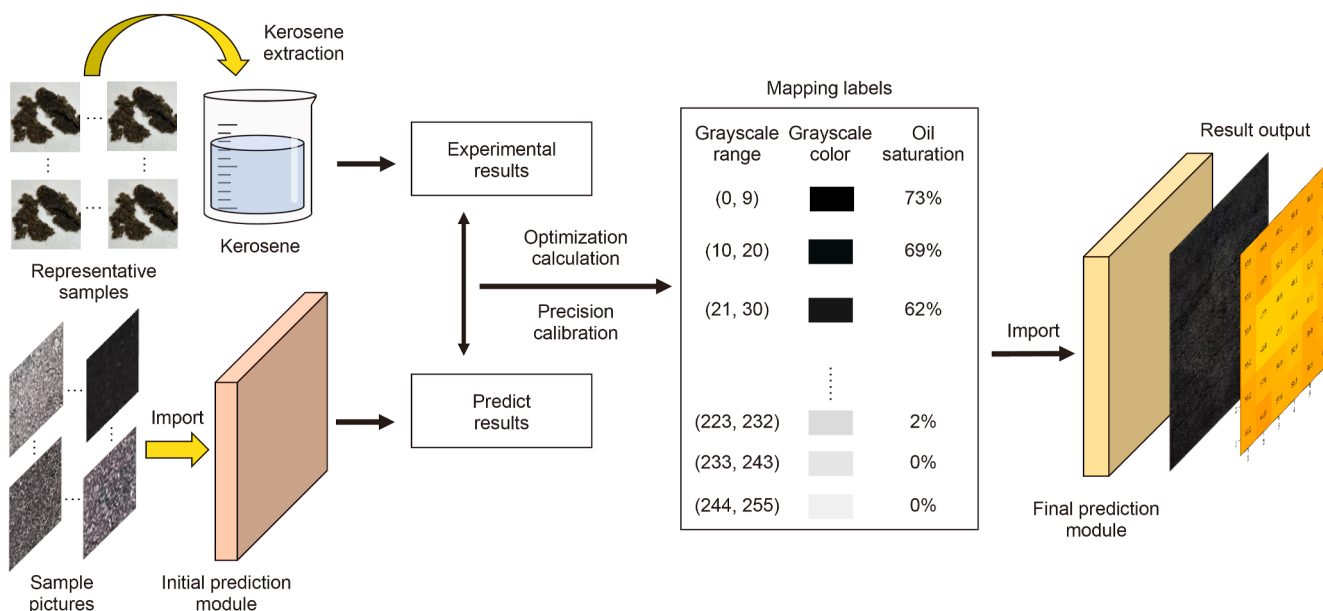 Kerosene
extraction
Kerosene
Representative
samples
Import
Sample
pictures
Initial prediction
module
Experimental
results
Predict
results
Optimization
calculation
Precision
calibration
Mapping labels
Grayscale range Grayscale color Oil saturation
(0, 9) 73%
(10, 20) 69%
(21, 30) 62%
(223, 232) 2%
(233, 243) 0%
(244, 255) 0%
Import
Final prediction
module
Result output